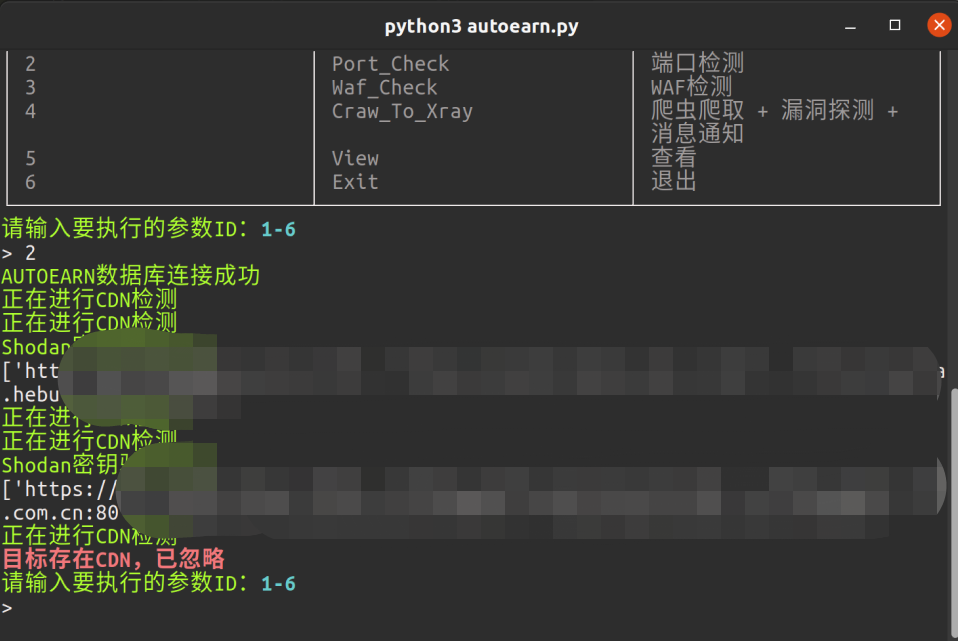 python3 autoearn.py
2 Port_Check 端口检测
3 Waf_Check WAF检测
4 Craw_To_Xray 爬虫爬取 + 漏洞探测 +
消息通知
5 View 查看
6 Exit 退出
请输入要执行的参数ID: 1-6
> 2
AUTOEARN数据库连接成功
正在进行CDN检测
正在进行CDN检测
Shodan
['htt
.hebu
正在进行CDN检测
正在进行CDN检测
Shodan密钥
['https://
.com.cn:80
正在进行CDN检测
目标存在CDN，已忽略
请输入要执行的参数ID: 1-6
>